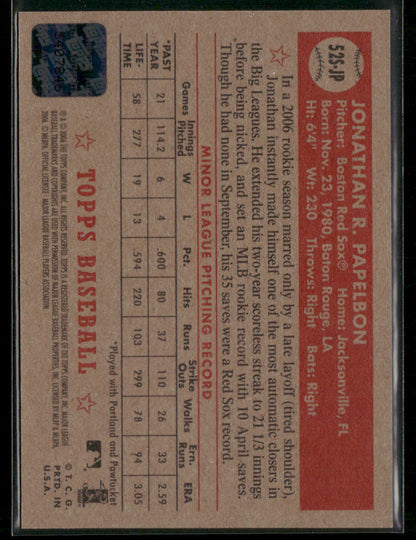 52S-JP
JONATHAN R. PAPELBON
Pitcher: Boston Red Sox® Home: Jacksonville, FL
Born: Nov. 23, 1980, Baton Rouge, LA
Ht: 6'4" Wt: 230 Throws: Right Bats: Right
In a 2006 rookie season marred only by a late layoff (tired shoulder),
Jonathan instantly made himself one of the most automatic closers in
the Big Leagues. He extended his two-year scoreless streak to 21 1/3 innings
before being nicked, and set an MLB rookie record with 10 April saves.
Though he had none in September, his 35 saves were a Red Sox record.
MINOR LEAGUE PITCHING RECORD
Games Innings Pitched W L Pct. Hits Runs Strike Outs Walks Ern. Runs ERA
*PAST YEAR 21 114.2 6 4 .600 80 37 110 26 33 2.59
LIFE-TIME 58 277 19 13 .594 220 103 299 78 94 3.05
*Played with Portland and Pawtucket
TOPPS BASEBALL
© T. C. G.
PRTD. IN
U.S.A.